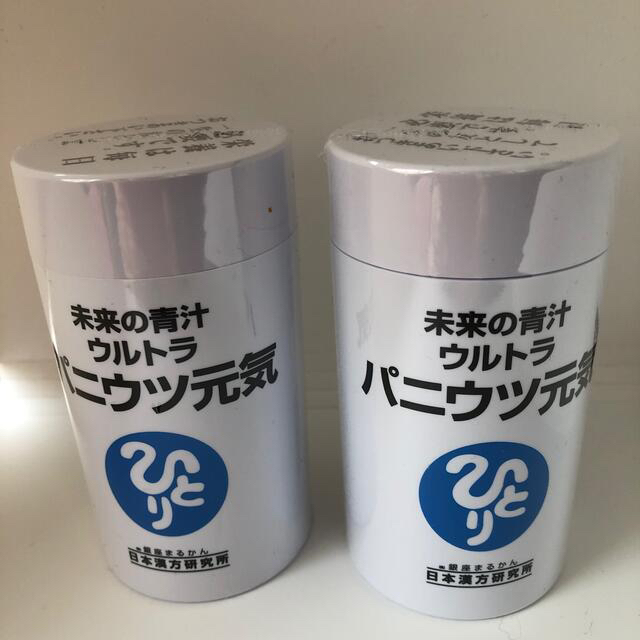 未来の青汁
ウルトラ
パニウツ元気
ひとり
銀座まるかん
日本漢方研究所
未来の青汁
ウルトラ
パニウツ元気
ひとり
銀座まるかん
日本漢方研究所